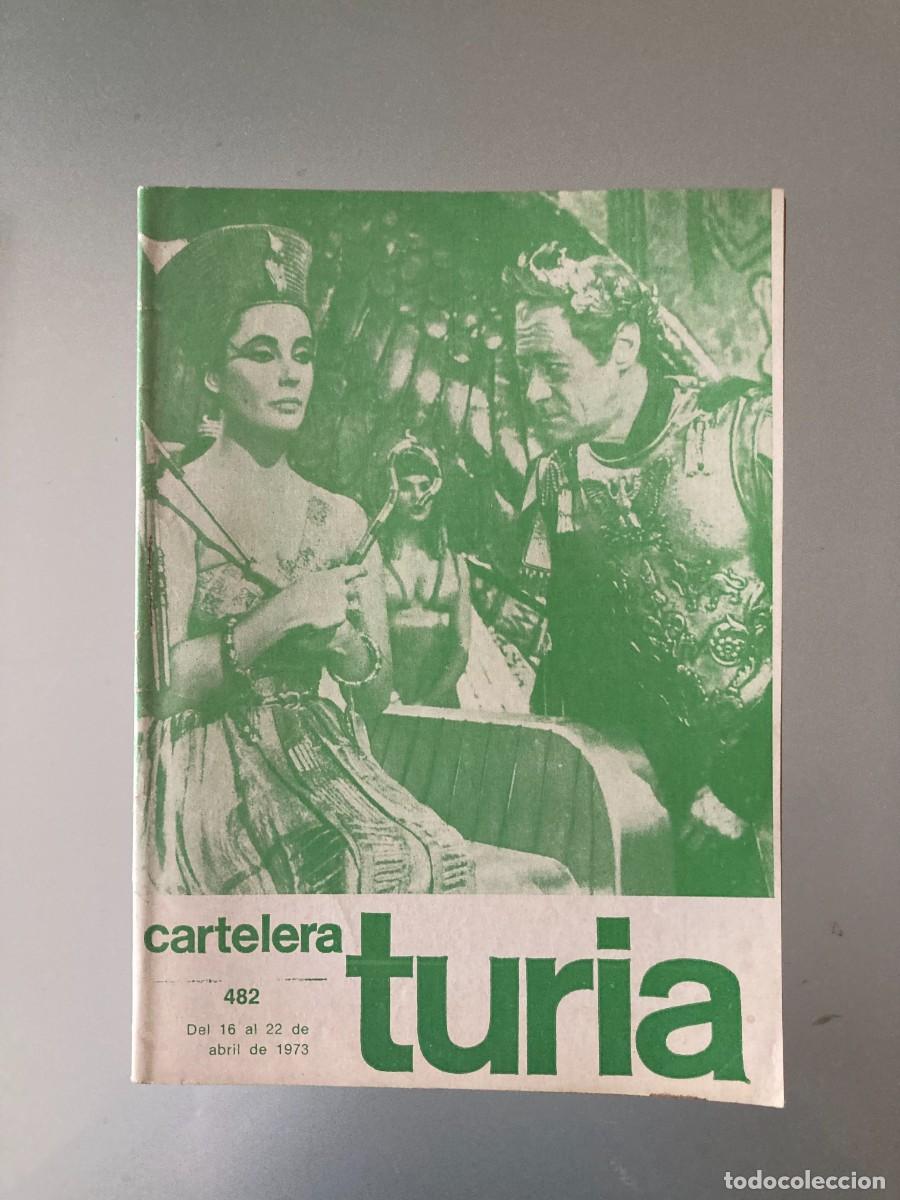 cartelera
turia
482
Del 16 al 22 de
abril de 1973
todocoleccion